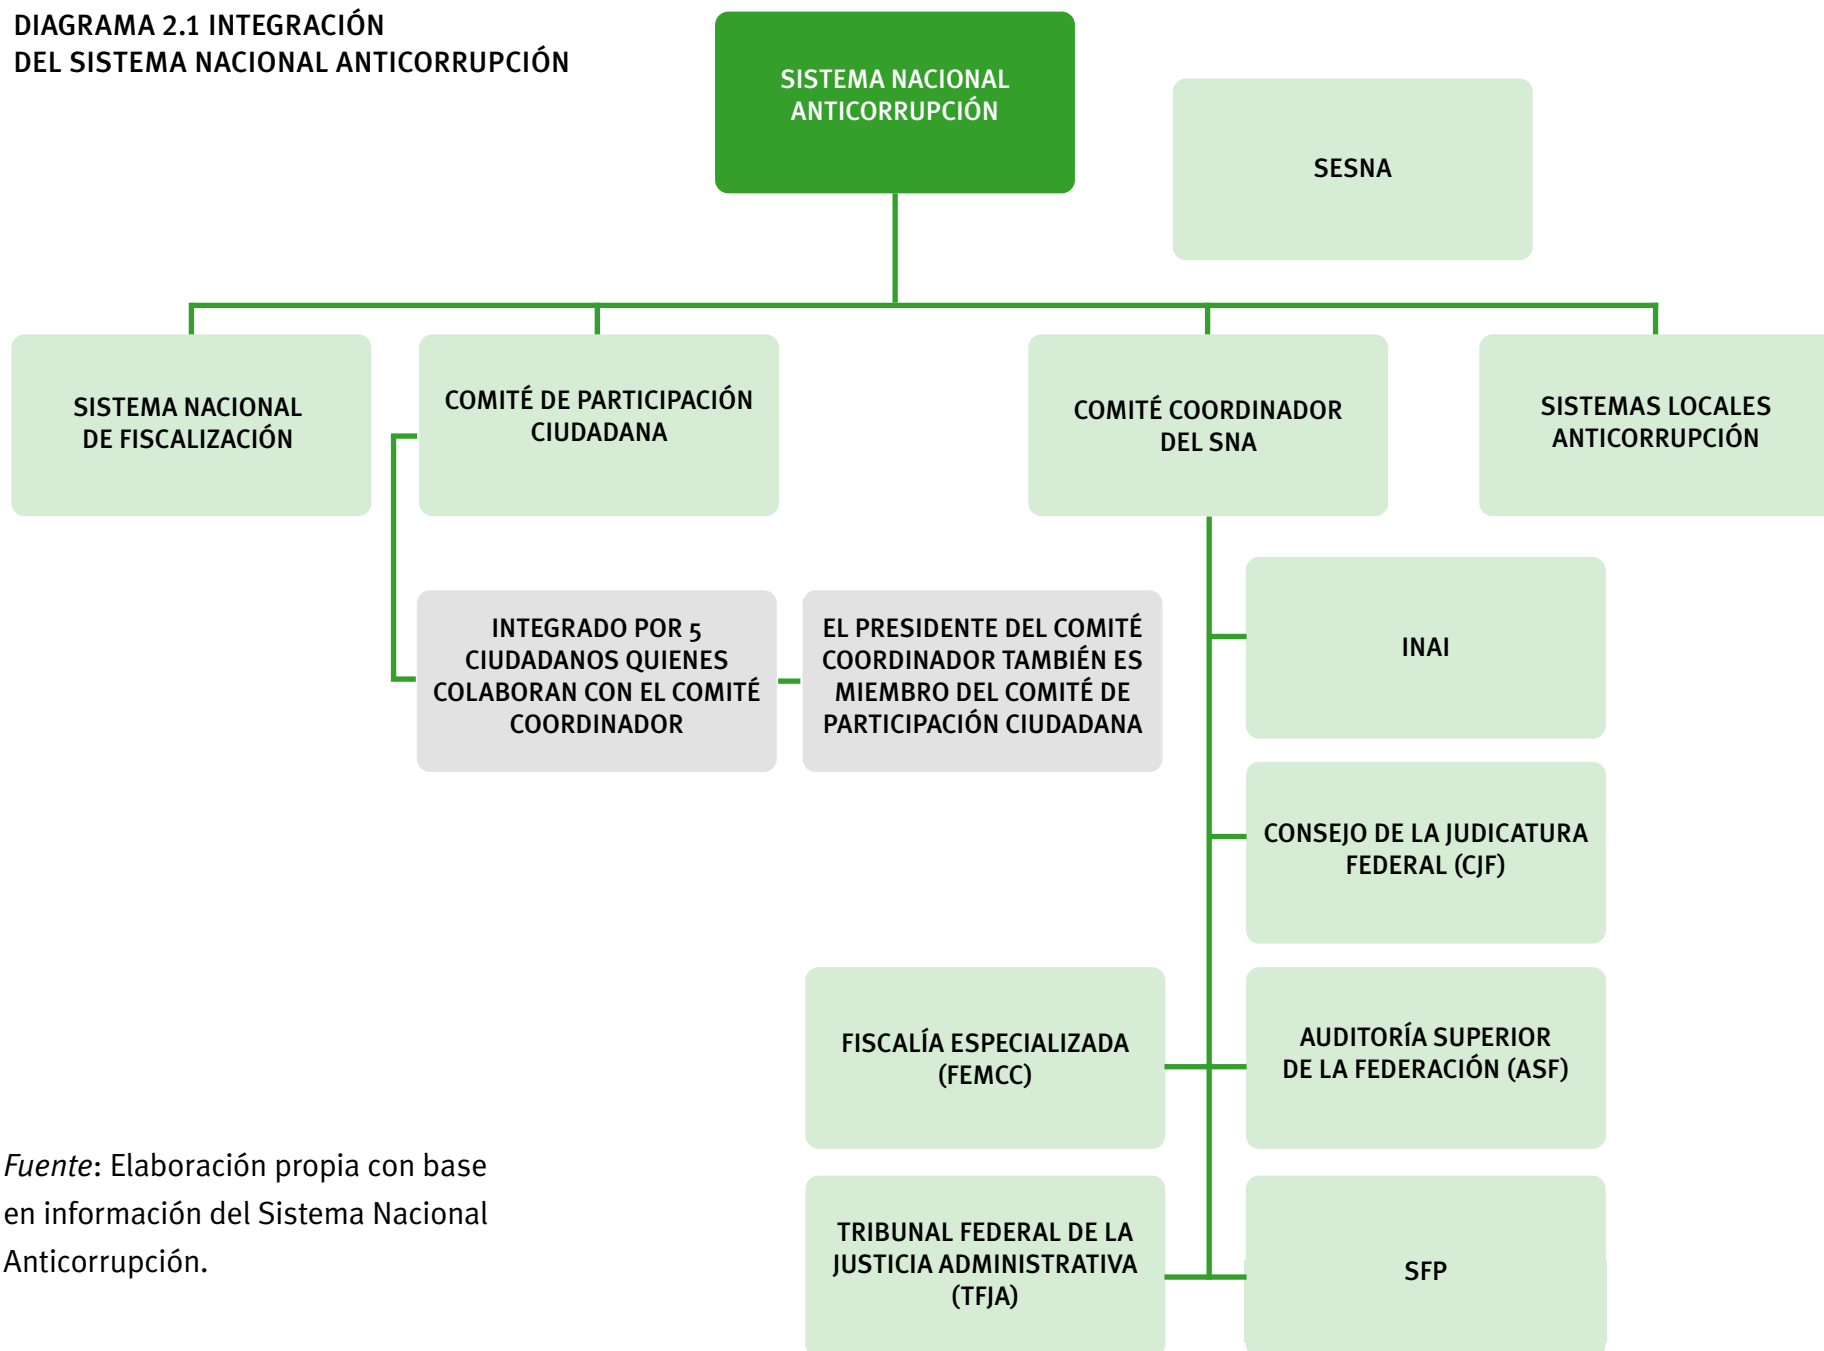 DIAGRAMA 2.1 INTEGRACIÓN
DEL SISTEMA NACIONAL ANTICORRUPCIÓN
SISTEMA NACIONAL
ANTICORRUPCIÓN
SESNA
SISTEMA NACIONAL
DE FISCALIZACIÓN
COMITÉ DE PARTICIPACIÓN
CIUDADANA
COMITÉ COORDINADOR
DEL SNA
SISTEMAS LOCALES
ANTICORRUPCIÓN
INTEGRADO POR 5
CIUDADANOS QUIENES
COLABORAN CON EL COMITÉ
COORDINADOR
EL PRESIDENTE DEL COMITÉ
COORDINADOR TAMBIÉN ES
MIEMBRO DEL COMITÉ DE
PARTICIPACIÓN CIUDADANA
INAI
CONSEJO DE LA JUDICATURA
FEDERAL (CJF)
FISCALÍA ESPECIALIZADA
(FEMCC)
AUDITORÍA SUPERIOR
DE LA FEDERACIÓN (ASF)
TRIBUNAL FEDERAL DE LA
JUSTICIA ADMINISTRATIVA
(TFJA)
SFP
Fuente: Elaboración propia con base
en información del Sistema Nacional
Anticorrupción.